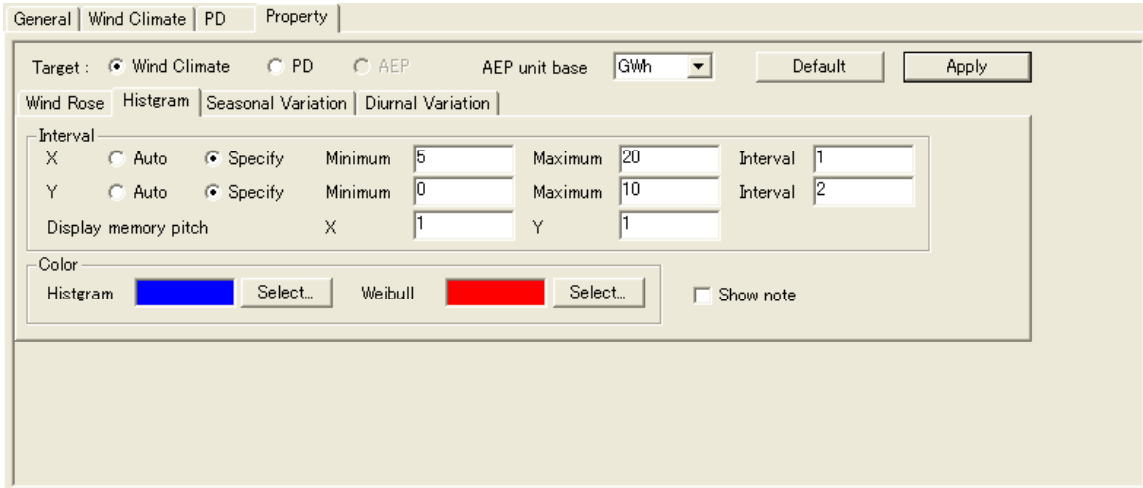 General Wind Climate PD Property
Target : Wind Climate PD AEP AEP unit base GWh Default Apply
Wind Rose Histgram Seasonal Variation Diurnal Variation
Interval
X Auto Specify Minimum 5 Maximum 20 Interval 1
Y Auto Specify Minimum 0 Maximum 10 Interval 2
Display memory pitch X 1 Y 1
Color
Histgram Select... Weibull Select... Show note